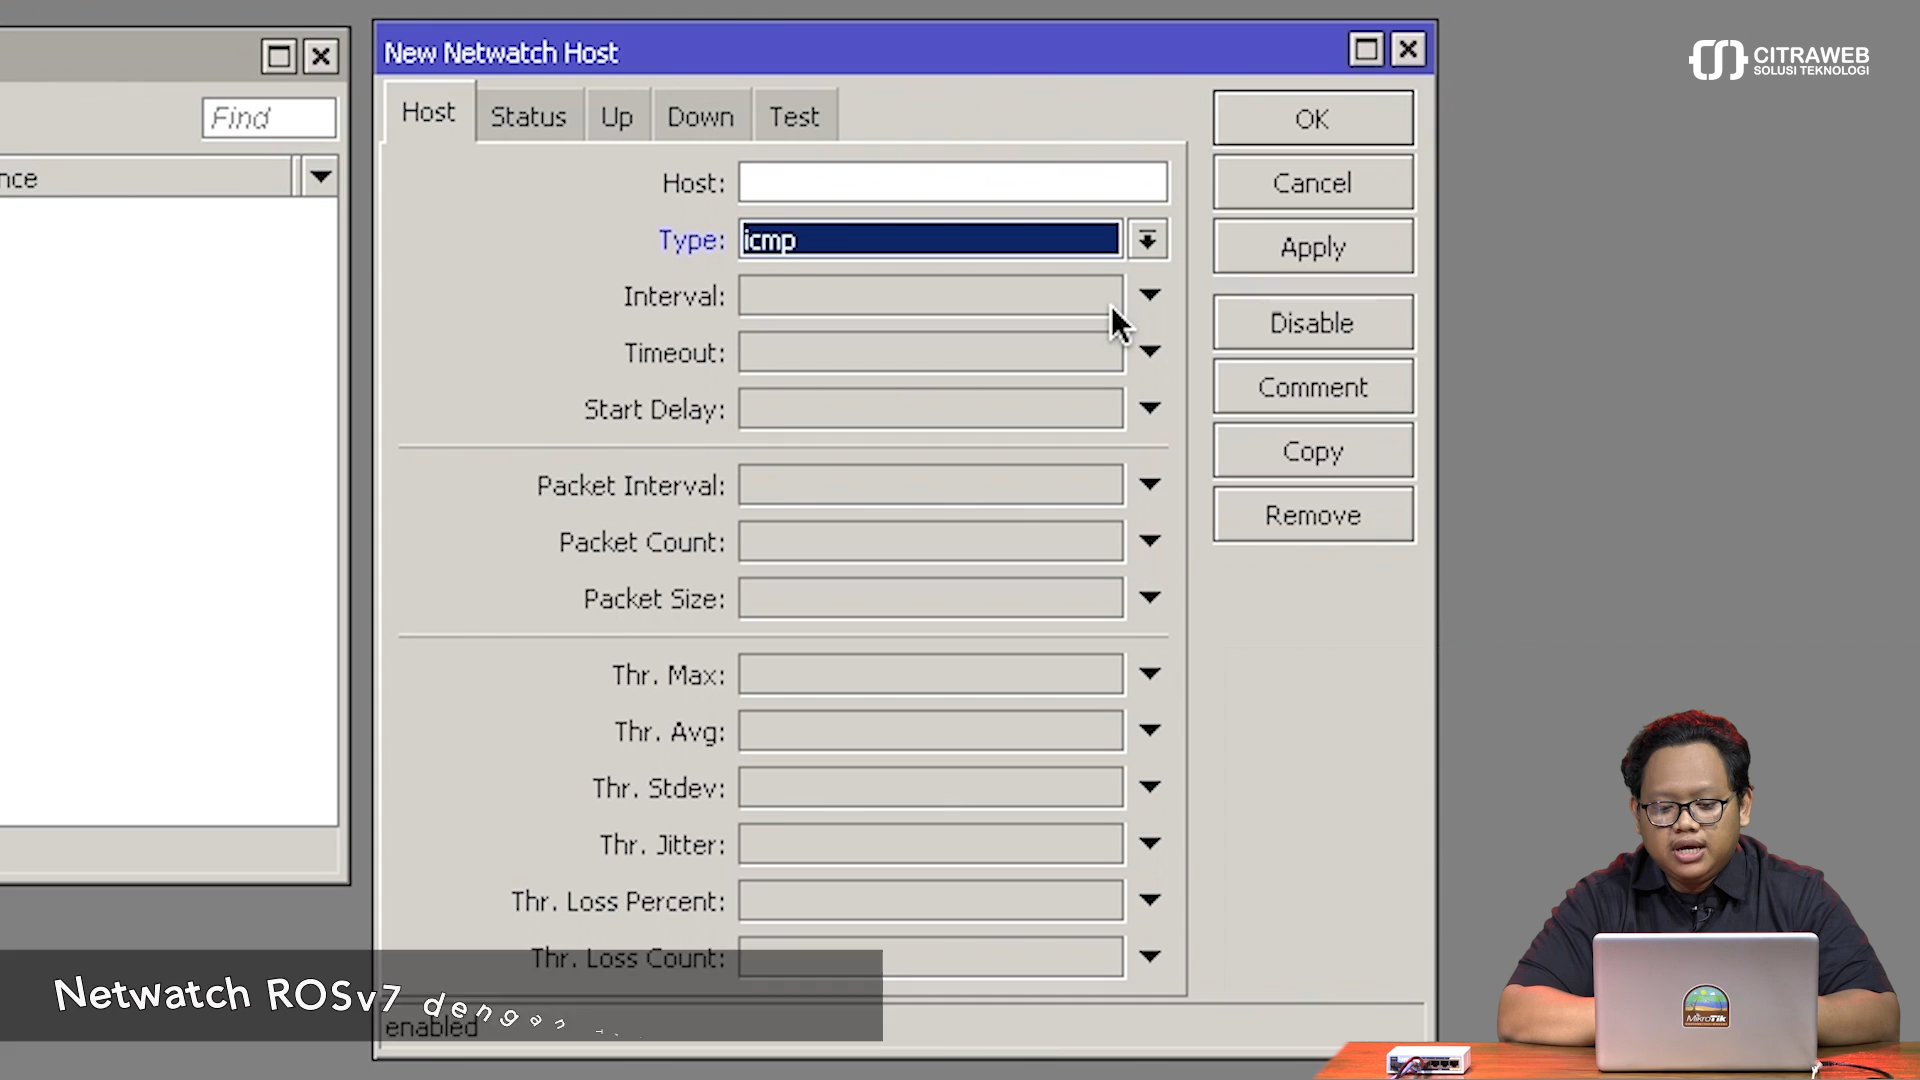 New Netwatch Host
CITRAWEB
SOLUSI TEKNOLOGI
Find
nce
Host
Status
Up
Down
Test
Host:
Type:
icmp
Interval:
Timeout:
Start Delay:
Packet Interval:
Packet Count:
Packet Size:
Thr. Max:
Thr. Avg:
Thr. Stdev:
Thr. Jitter:
Thr. Loss Percent:
Thr. Loss Count:
OK
Cancel
Apply
Disable
Comment
Copy
Remove
Netwatch ROSv7 dengan
enabled
MikroTik